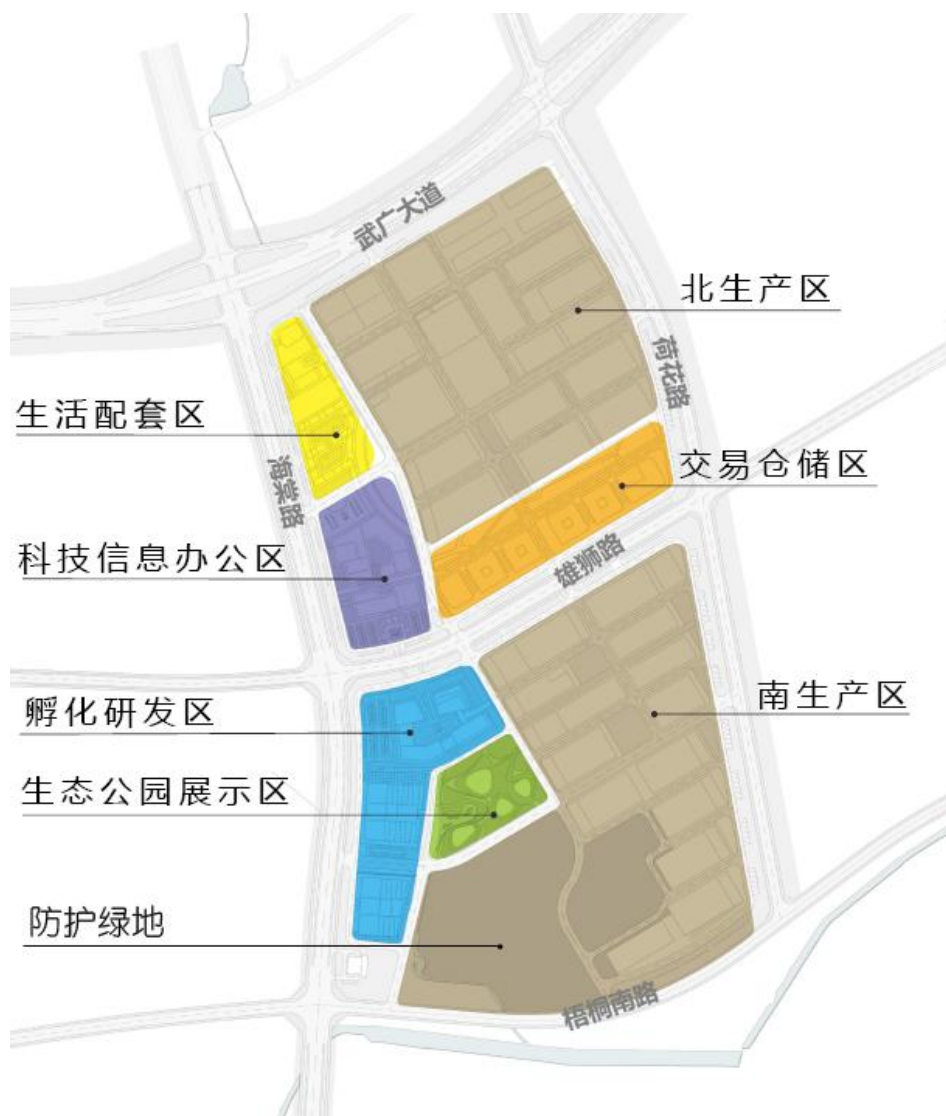 武广大道
北生产区
荷花路
生活配套区
海棠路
交易仓储区
科技信息办公区
雄狮路
孵化研发区
南生产区
生态公园展示区
防护绿地
梧桐南路